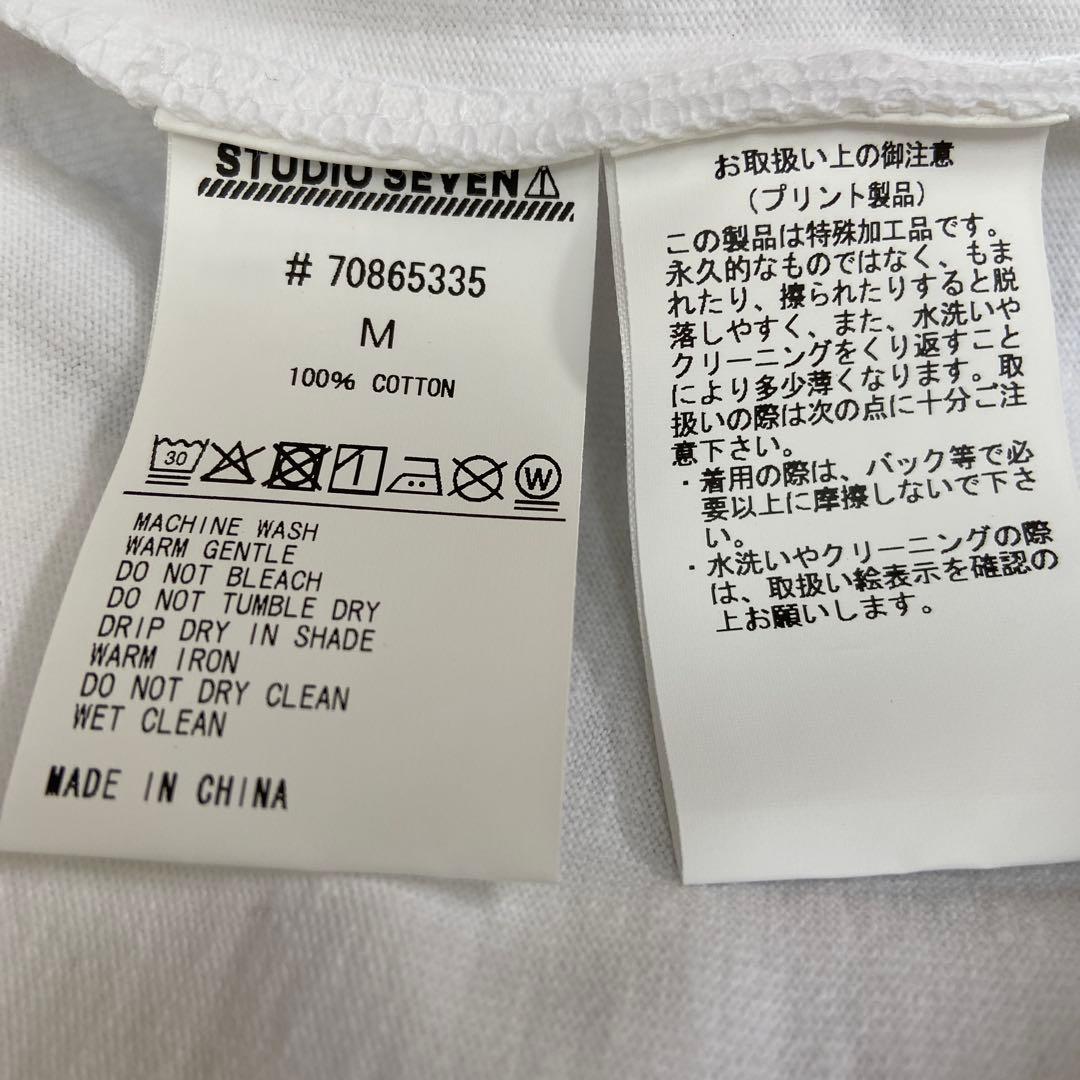 STUDIO SEVEN
# 70865335
M
100% COTTON
30
W
MACHINE WASH
WARM GENTLE
DO NOT BLEACH
DO NOT TUMBLE DRY
DRIP DRY IN SHADE
WARM IRON
DO NOT DRY CLEAN
WET CLEAN
MADE IN CHINA
お取扱い上の御注意
(プリント製品)
この製品は特殊加工品です。
永久的なものではなく、もま
れたり、擦られたりすると脱
落しやすく、また、水洗いや
クリーニングをくり返すこと
により多少薄くなります。取
扱いの際は次の点に十分ご注
意下さい。
・着用の際は、バック等で必
要以上に摩擦しないで下さ
い。
・水洗いやクリーニングの際
は、取扱い絵表示を確認の
上お願いします。